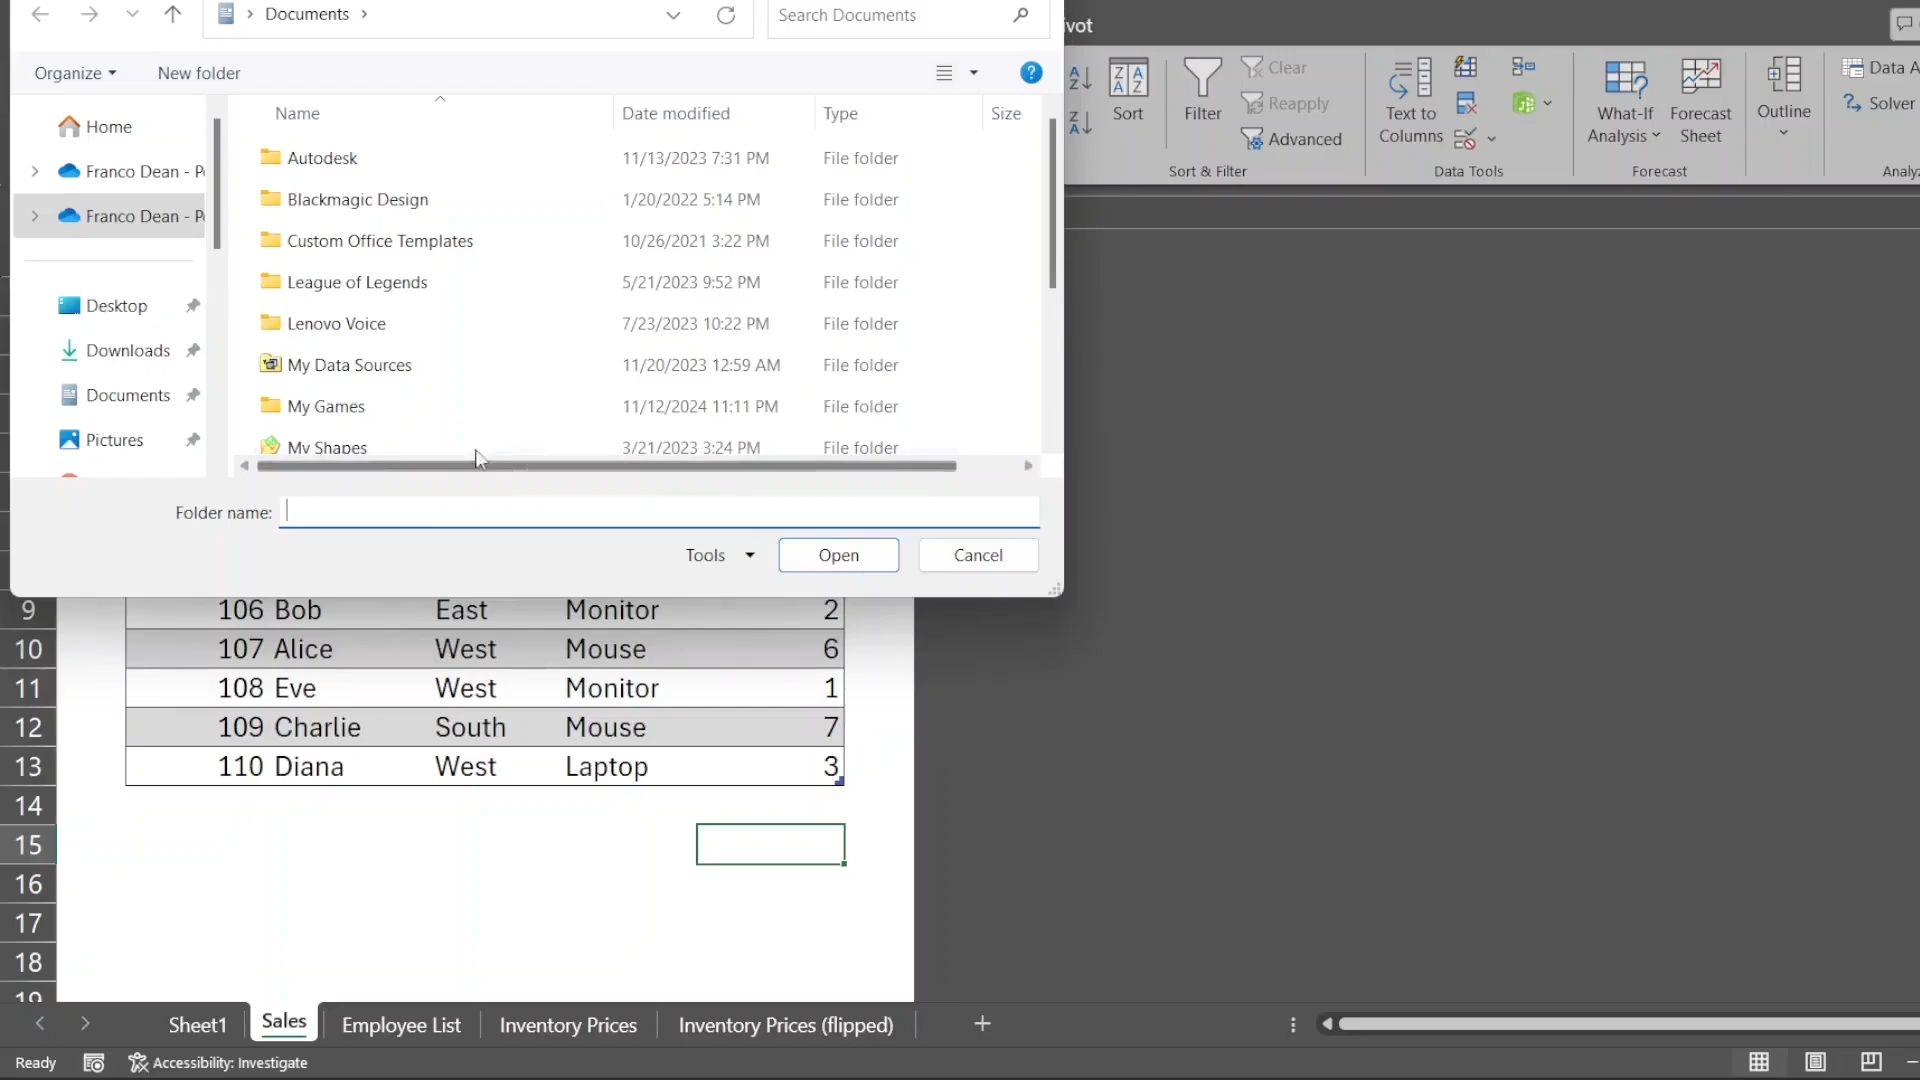 Documents
Search Documents
ivot
Organize
New folder
?
Home
Franco Dean - P
Franco Dean - P
Desktop
Downloads
Documents
Pictures
Name Date modified Type Size
Autodesk 11/13/2023 7:31 PM File folder
Blackmagic Design 1/20/2022 5:14 PM File folder
Custom Office Templates 10/26/2021 3:22 PM File folder
League of Legends 5/21/2023 9:52 PM File folder
Lenovo Voice 7/23/2023 10:22 PM File folder
My Data Sources 11/20/2023 12:59 AM File folder
My Games 11/12/2024 11:11 PM File folder
My Shapes 3/21/2023 3:24 PM File folder
Folder name:
Tools Open Cancel
Sort
Filter
Clear
Reapply
Advanced
Sort & Filter
Text to
Columns
Data Tools
What-If
Analysis
Forecast
Sheet
Forecast
Outline
Data A
Solver
Analyz
9 106 Bob East Monitor 2
10 107 Alice West Mouse 6
11 108 Eve West Monitor 1
12 109 Charlie South Mouse 7
13 110 Diana West Laptop 3
14
15
16
17
18
19
Sheet1 Sales Employee List Inventory Prices Inventory Prices (flipped)
Ready Accessibility: Investigate